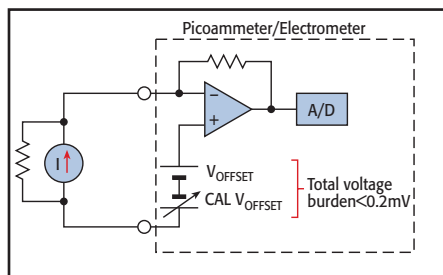 Picoammeter/Electrometer
−
+
A/D
I
VOFFSET
CAL VOFFSET
Total voltage
burden<0.2mV